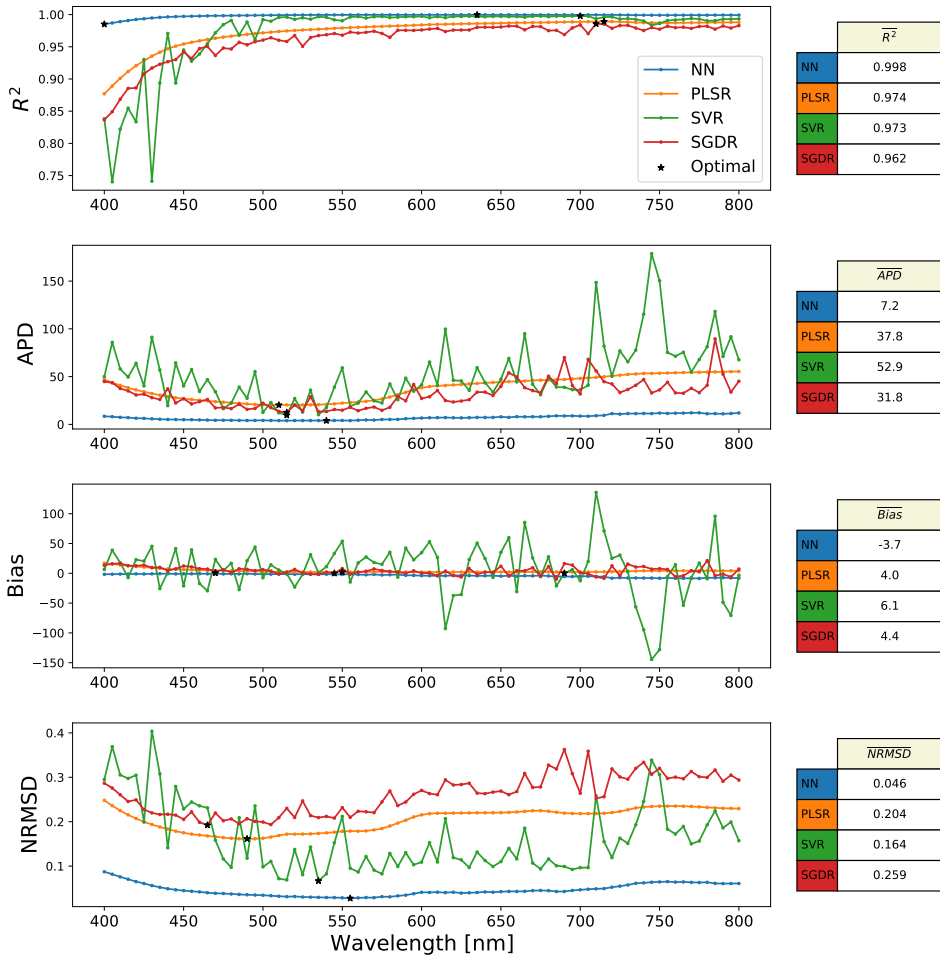 1.00
0.95
0.90
0.85
0.80
0.75
R²
400 450 500 550 600 650 700 750 800
NN
PLSR
SVR
SGDR
Optimal
R²
NN 0.998
PLSR 0.974
SVR 0.973
SGDR 0.962
150
100
50
0
APD
400 450 500 550 600 650 700 750 800
APD
NN 7.2
PLSR 37.8
SVR 52.9
SGDR 31.8
100
50
0
−50
−100
−150
Bias
400 450 500 550 600 650 700 750 800
Bias
NN -3.7
PLSR 4.0
SVR 6.1
SGDR 4.4
0.4
0.3
0.2
0.1
NRMSD
400 450 500 550 600 650 700 750 800
Wavelength [nm]
NRMSD
NN 0.046
PLSR 0.204
SVR 0.164
SGDR 0.259